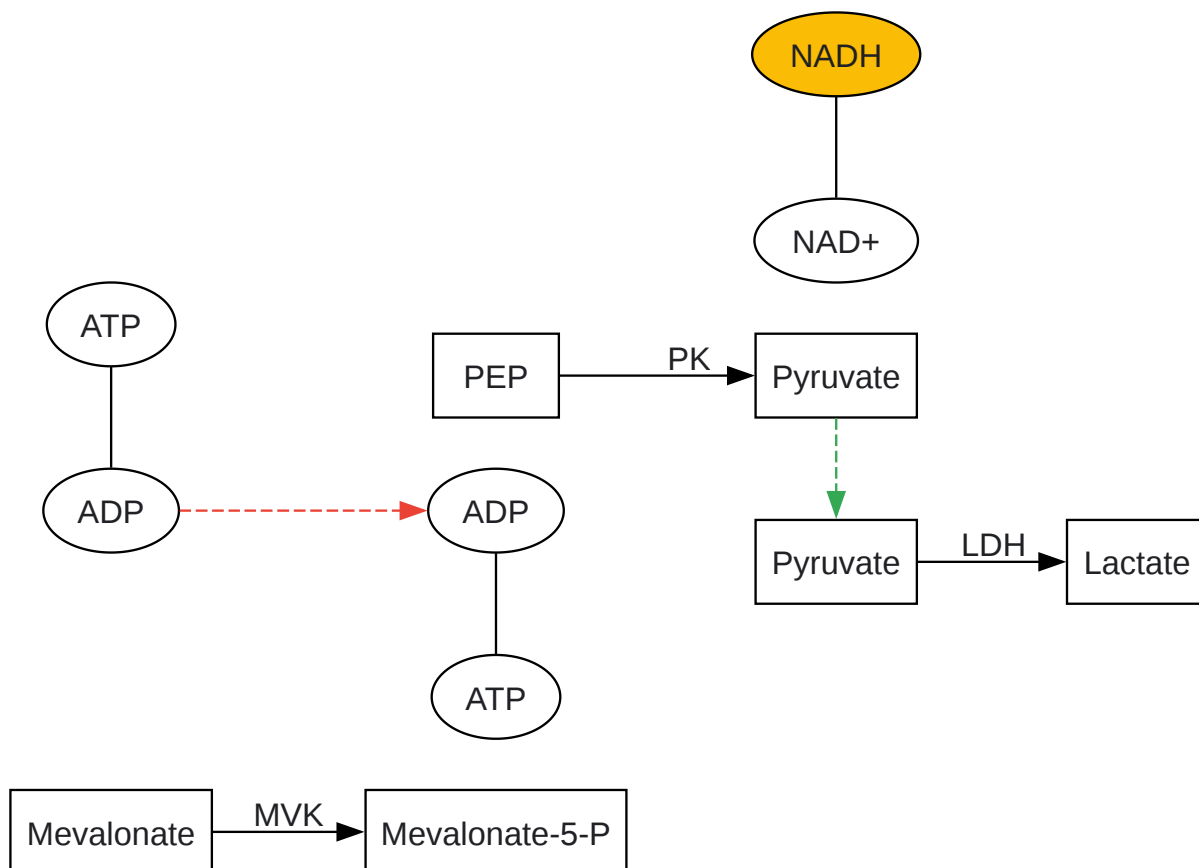 NADH
NAD+
ATP
PEP
PK
Pyruvate
ADP
ADP
Pyruvate
LDH
Lactate
ATP
Mevalonate
MVK
Mevalonate-5-P